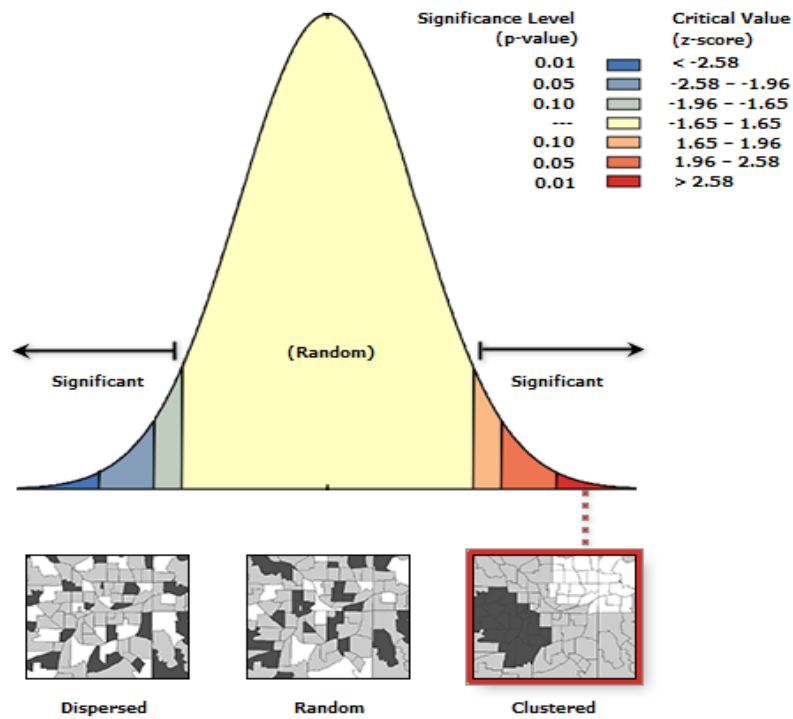 Significance Level Critical Value
(p-value) (z-score)
0.01 < -2.58
0.05 -2.58 – -1.96
0.10 -1.96 – -1.65
--- -1.65 – 1.65
0.10 1.65 – 1.96
0.05 1.96 – 2.58
0.01 > 2.58
(Random)
Significant Significant
Dispersed Random Clustered